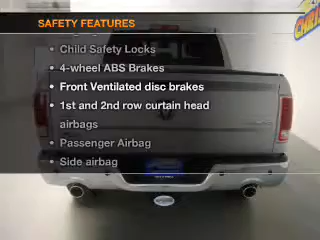 SAFETY FEATURES
• Child Safety Locks
• 4-wheel ABS Brakes
• Front Ventilated disc brakes
• 1st and 2nd row curtain head
airbags
• Passenger Airbag
• Side airbag